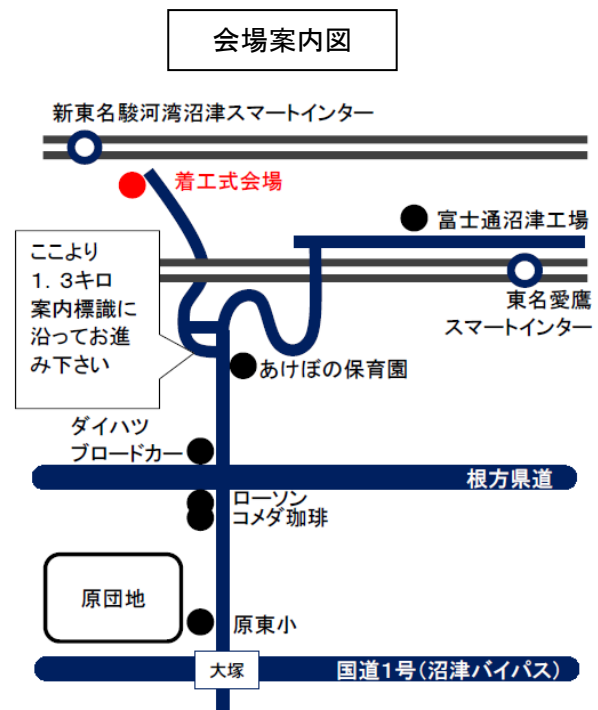 会場案内図
新東名駿河湾沼津スマートインター
着工式会場
富士通沼津工場
ここより
1．3キロ
案内標識に
沿ってお進
み下さい
東名愛鷹
スマートインター
あけぼの保育園
ダイハツ
ブロードカー
根方県道
ローソン
コメダ珈琲
原団地
原東小
大塚
国道1号(沼津バイパス)